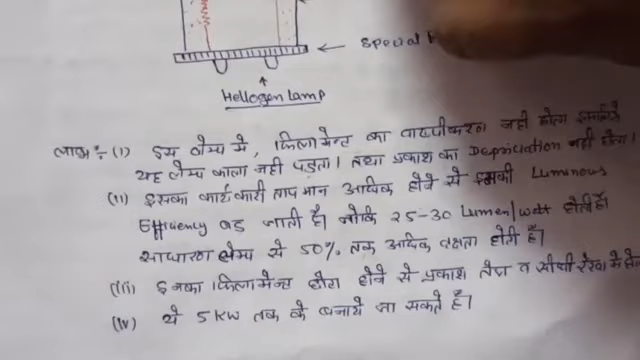 Special
Hellogen Lamp
लाभ:- (i) इस लैम्प मे, फिलामेन्ट का वाष्पीकरण नही होता इसलिये
यह लैम्प काला नही पड़ता। तथा प्रकाश का Depriciation नही होता।
(ii) इसका कार्यकारी तापमान अधिक होने से इसकी Luminous
Efficiency बढ़ जाती है। जोकि 25-30 Lumen/watt होती है।
साधारण लैम्प से 50% तक अधिक दक्षता होती है।
(iii) इनका फिलामेन्ट छोटा होने से प्रकाश तेज व सीधी रेखा मे
(iv) ये 5 KW तक के बनाये जा सकते है।